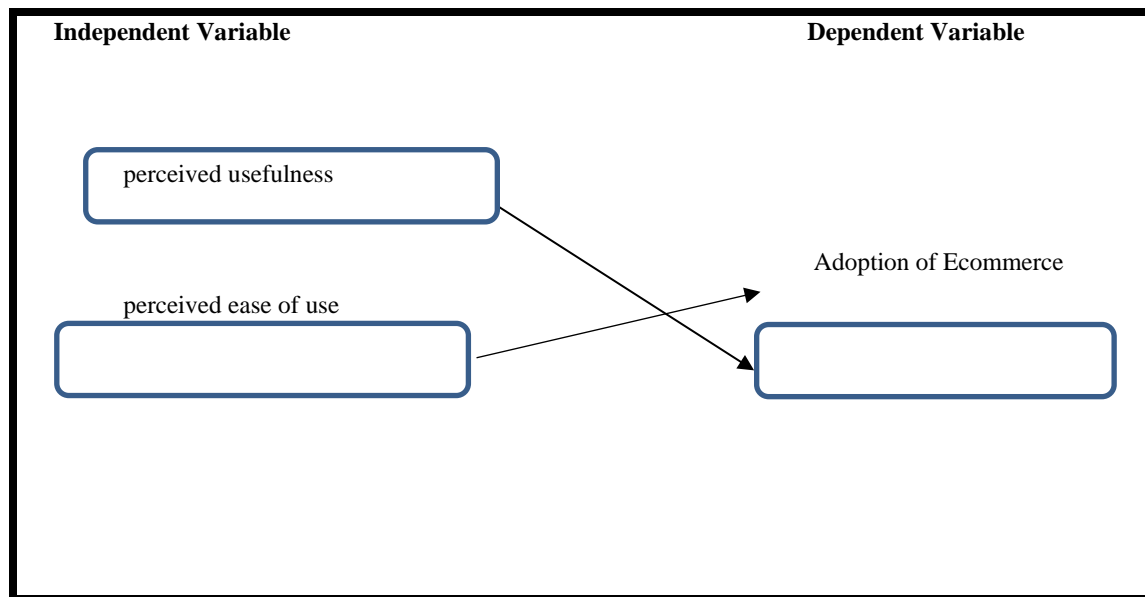 Independent Variable
Dependent Variable
perceived usefulness
Adoption of Ecommerce
perceived ease of use